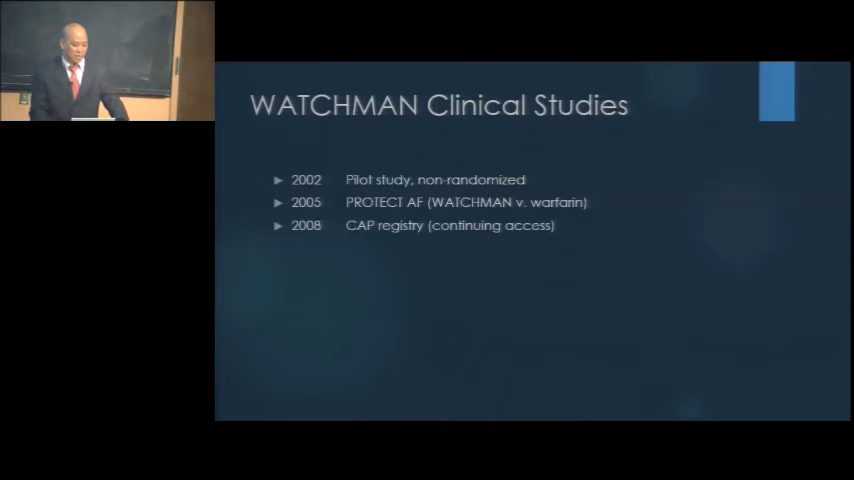 WATCHMAN Clinical Studies
2002 Pilot study, non-randomized
2005 PROTECT AF (WATCHMAN v. warfarin)
2008 CAP registry (continuing access)